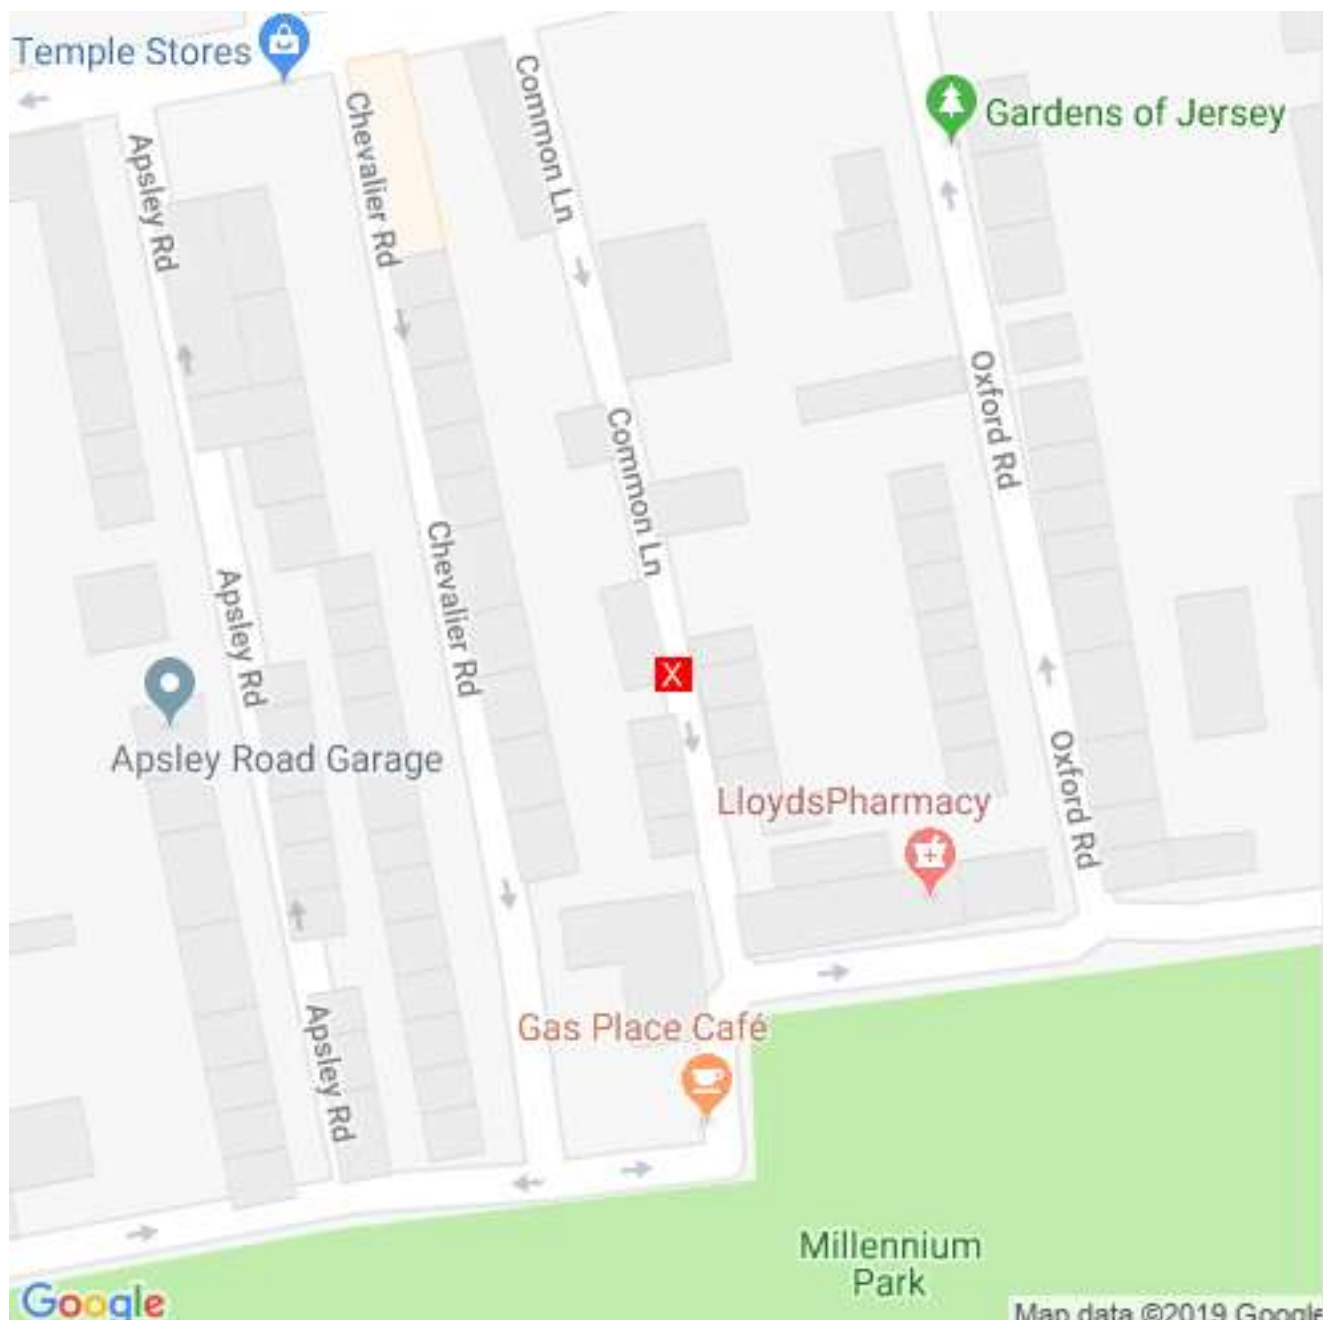 Temple Stores
Common Ln
Gardens of Jersey
Chevalier Rd
Apsley Rd
Oxford Rd
Common Ln
Chevalier Rd
Apsley Rd
X
Apsley Road Garage
Oxford Rd
LloydsPharmacy
Gas Place Café
Apsley Rd
Millennium
Park
Google
Map data ©2019 Google